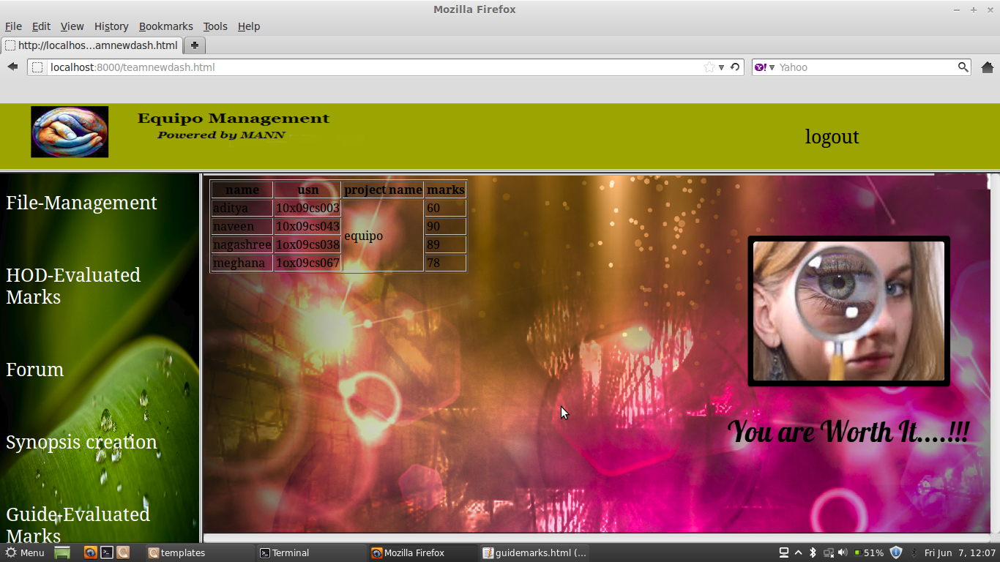 Mozilla Firefox
File Edit View History Bookmarks Tools Help
http://localhos...amnewdash.html
localhost:8000/teamnewdash.html
Yahoo
Equipo Management
Powered by MANN
logout
File-Management
HOD-Evaluated
Marks
Forum
Synopsis creation
Guide-Evaluated
Marks
name usn project name marks
aditya 10x09cs003 equipo 60
naveen 10x09cs043 90
nagashree 1ox09cs038 89
meghana 1ox09cs067 78
You are Worth It....!!!
Menu templates Terminal Mozilla Firefox guidemarks.html (... 51% Fri Jun 7, 12:07